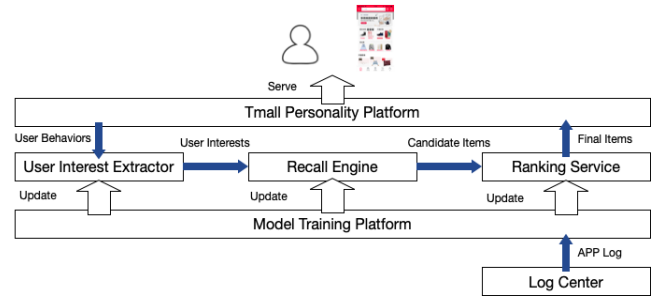 Serve
Tmall Personality Platform
User Behaviors
User Interests
Candidate Items
Final Items
User Interest Extractor
Recall Engine
Ranking Service
Update
Update
Update
Model Training Platform
APP Log
Log Center